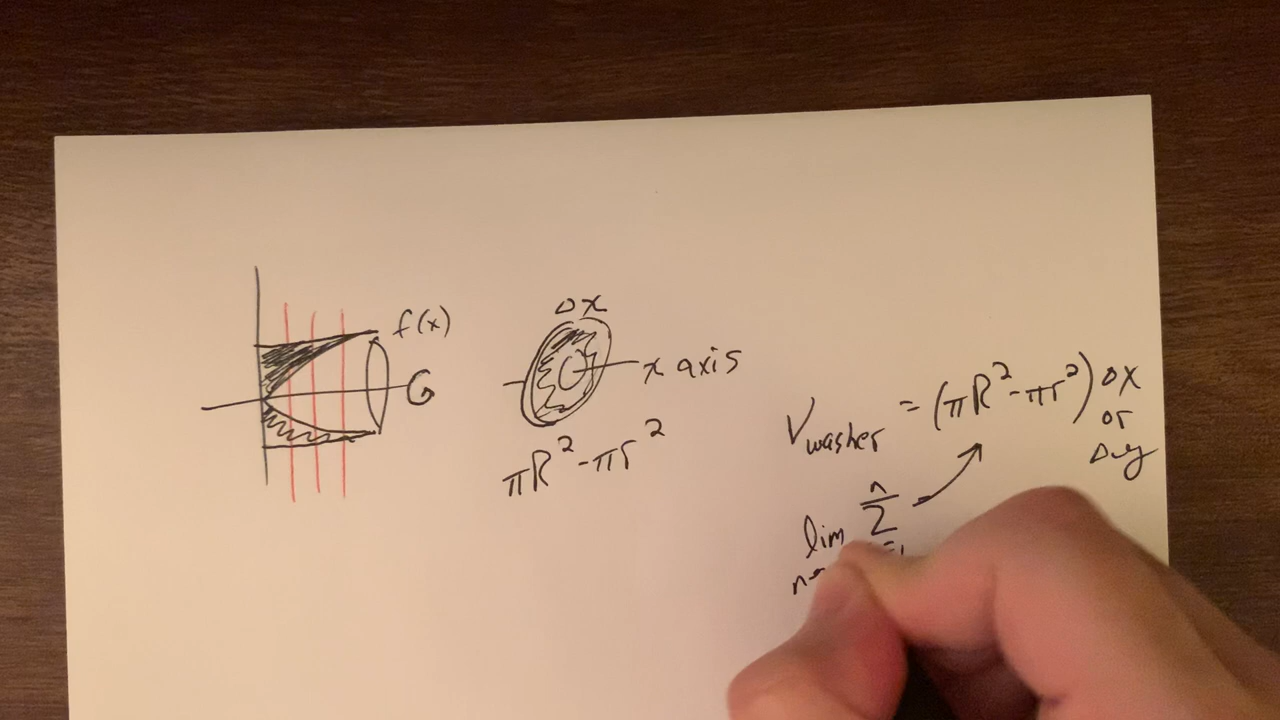 f(x)
Δx
x axis
πR² - πr²
V washer = (πR² - πr²) Δx
or
Δy
n
lim Σ